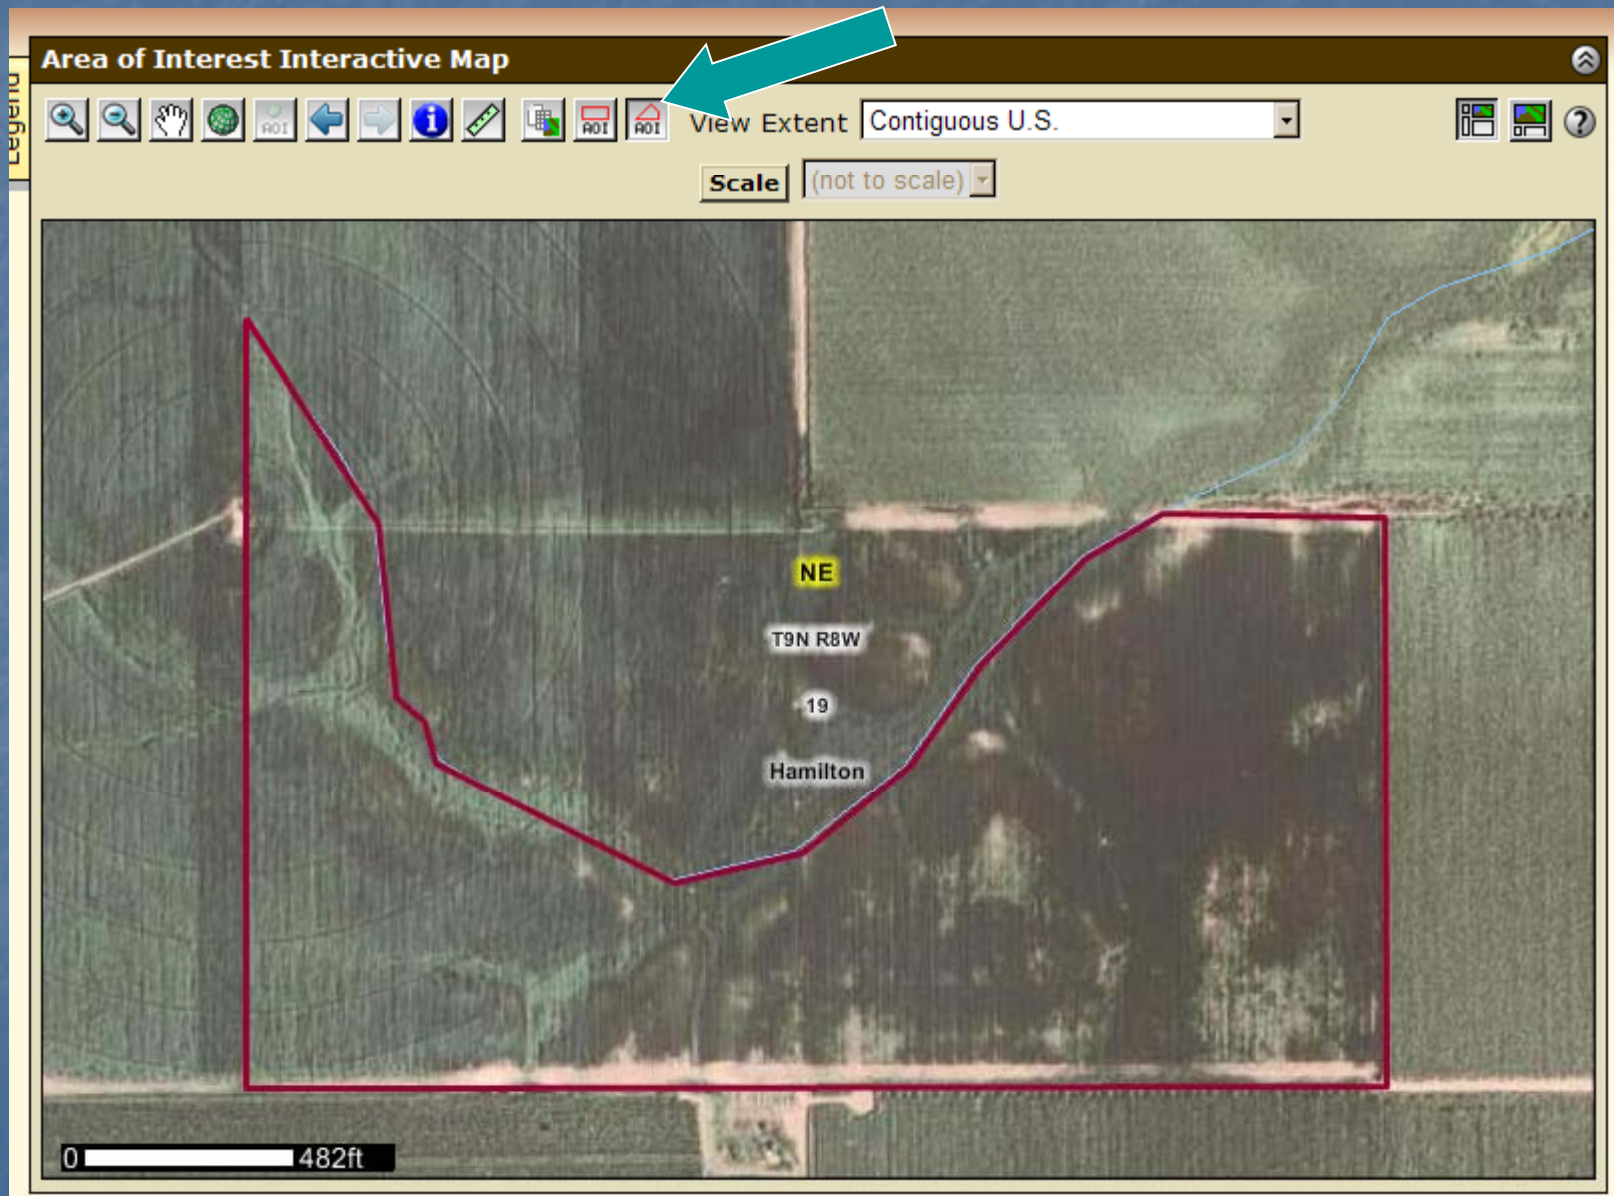 Area of Interest Interactive Map
Legend
AOI
AOI
AOI
View Extent
Contiguous U.S.
Scale
(not to scale)
NE
T9N R8W
19
Hamilton
0
482ft